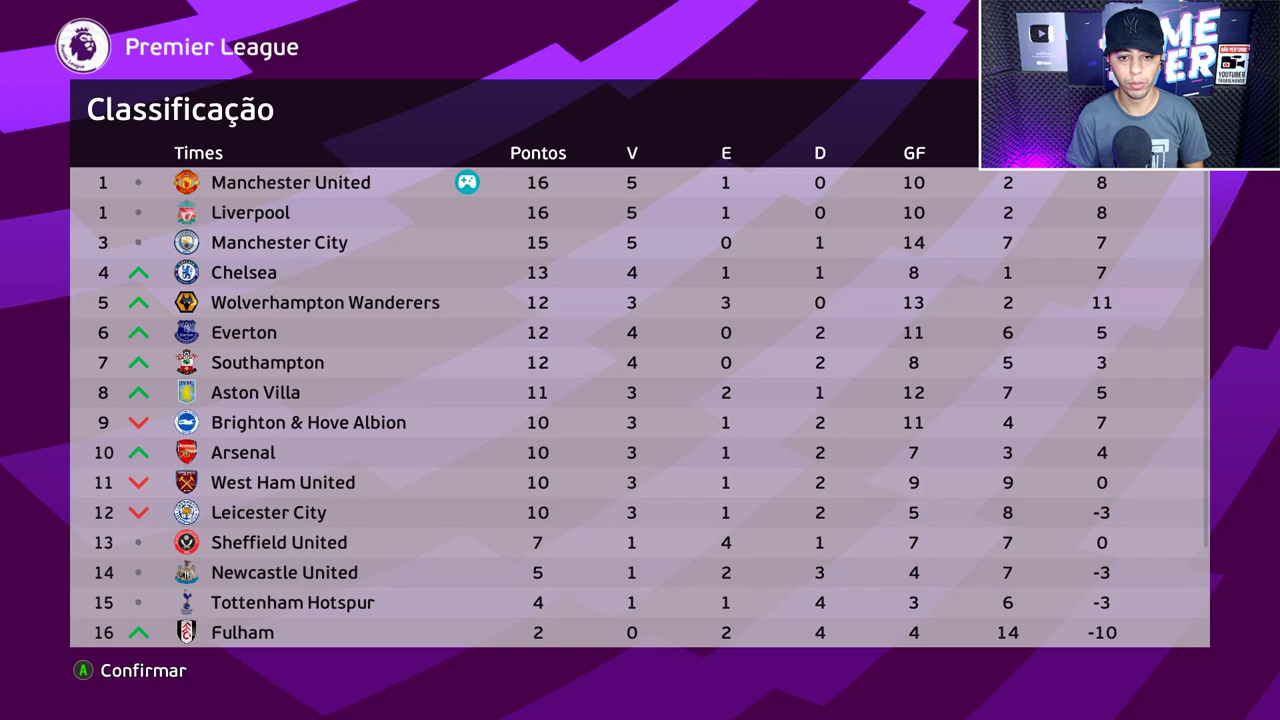 Premier League
Classificação
Times Pontos V E D GF
1 Manchester United 16 5 1 0 10 2 8
1 Liverpool 16 5 1 0 10 2 8
3 Manchester City 15 5 0 1 14 7 7
4 Chelsea 13 4 1 1 8 1 7
5 Wolverhampton Wanderers 12 3 3 0 13 2 11
6 Everton 12 4 0 2 11 6 5
7 Southampton 12 4 0 2 8 5 3
8 Aston Villa 11 3 2 1 12 7 5
9 Brighton & Hove Albion 10 3 1 2 11 4 7
10 Arsenal 10 3 1 2 7 3 4
11 West Ham United 10 3 1 2 9 9 0
12 Leicester City 10 3 1 2 5 8 -3
13 Sheffield United 7 1 4 1 7 7 0
14 Newcastle United 5 1 2 3 4 7 -3
15 Tottenham Hotspur 4 1 1 4 3 6 -3
16 Fulham 2 0 2 4 4 14 -10
A Confirmar
NÃO PERTURBE
YOUTUBER
TRABALHANDO